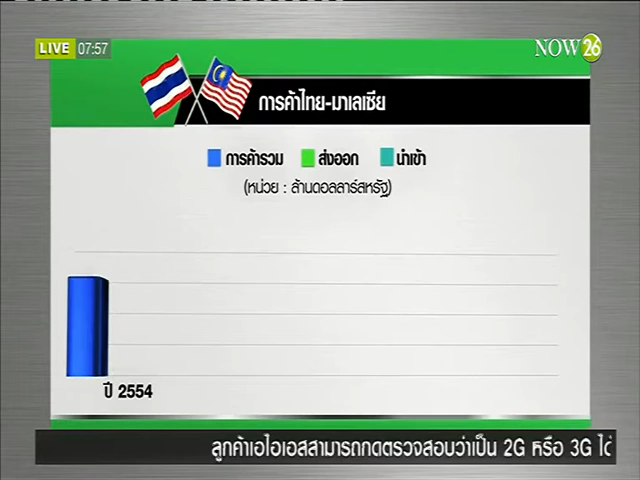 LIVE 07:57
NOW26
การค้าไทย-มาเลเซีย
การค้ารวม ส่งออก นำเข้า
(หน่วย : ล้านดอลลาร์สหรัฐ)
ปี 2554
ลูกค้าเอไอเอสสามารถกดตรวจสอบว่าเป็น 2G หรือ 3G ได้